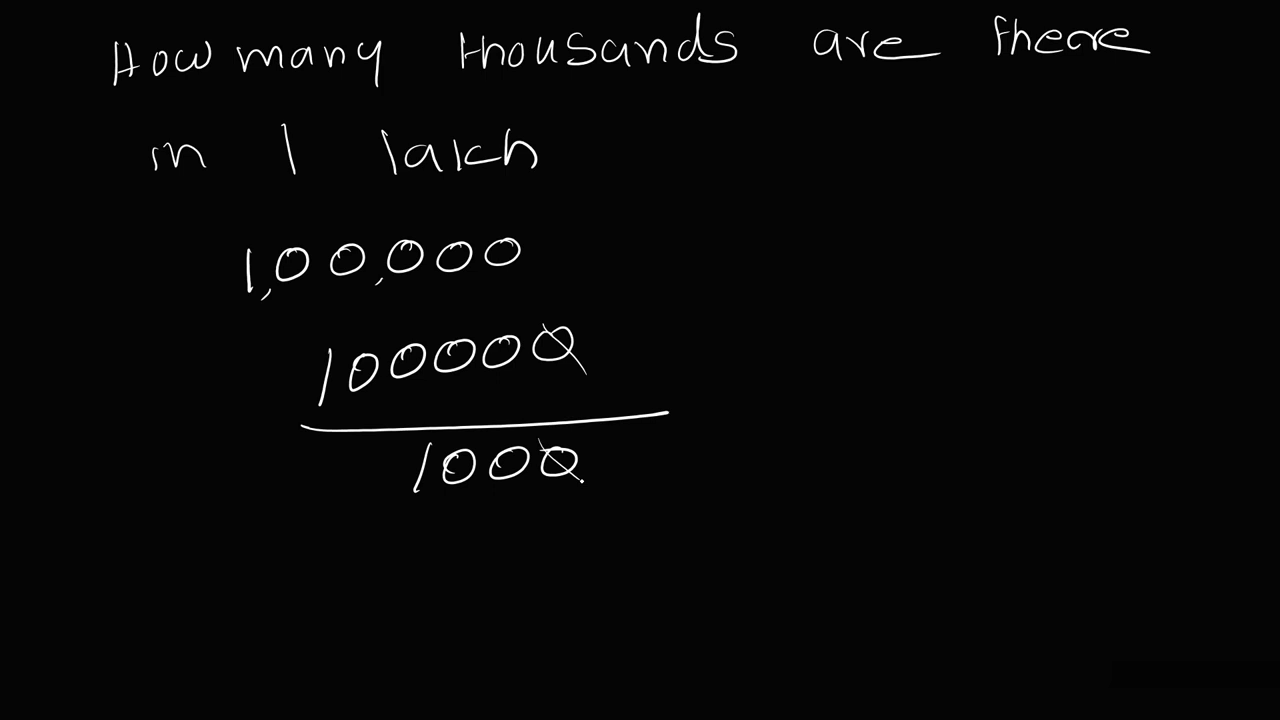 How many thousands are there
in 1 lakh
1,00,000
100000
1000